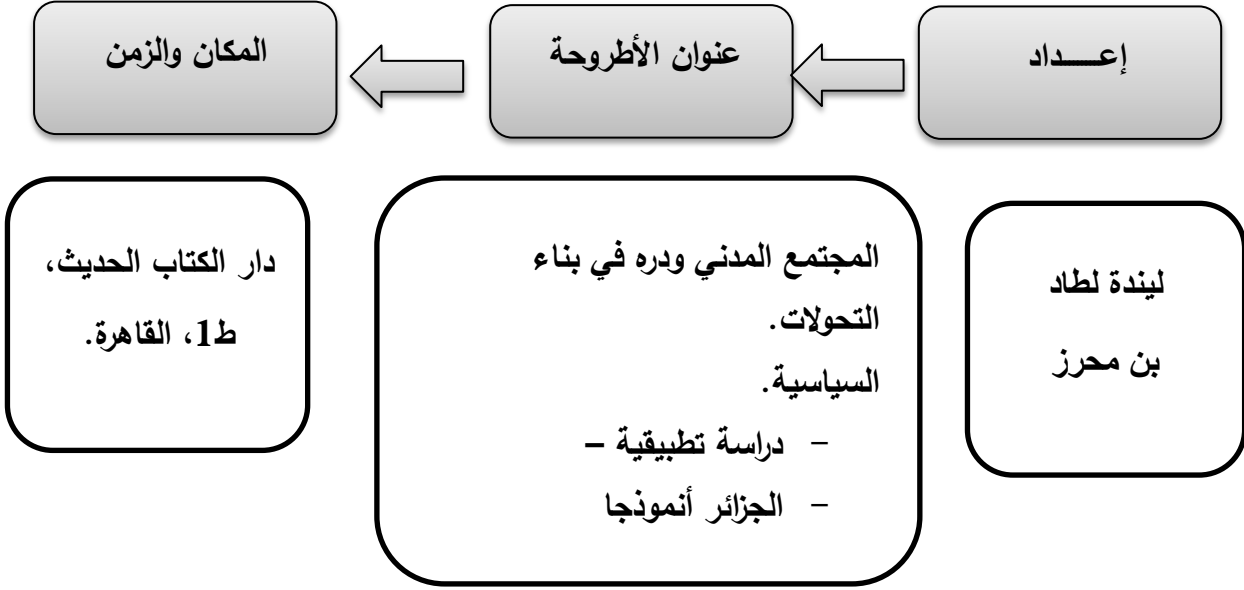 إعـــــداد
عنوان الأطروحة
المكان والزمن
ليندة لطاد
بن محرز
المجتمع المدني ودره في بناء
التحولات.
السياسية.
- دراسة تطبيقية –
- الجزائر أنموذجا
دار الكتاب الحديث،
ط1، القاهرة.